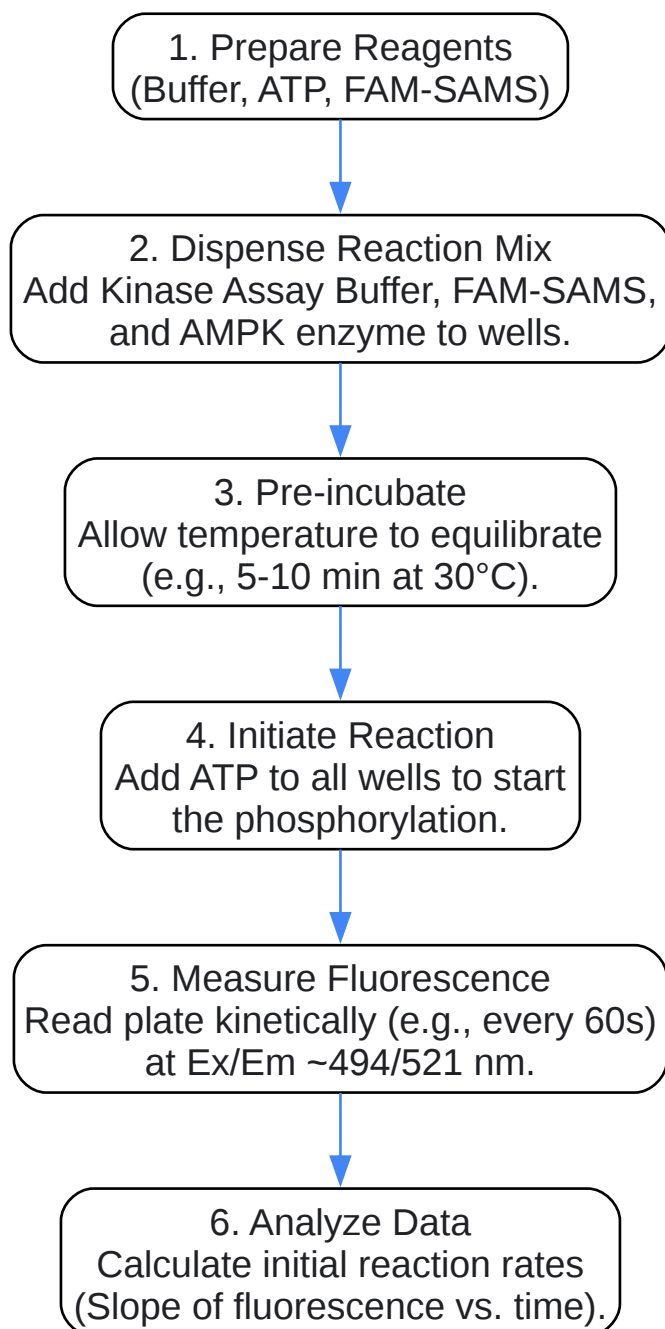 1. Prepare Reagents
(Buffer, ATP, FAM-SAMS)
2. Dispense Reaction Mix
Add Kinase Assay Buffer, FAM-SAMS,
and AMPK enzyme to wells.
3. Pre-incubate
Allow temperature to equilibrate
(e.g., 5-10 min at 30°C).
4. Initiate Reaction
Add ATP to all wells to start
the phosphorylation.
5. Measure Fluorescence
Read plate kinetically (e.g., every 60s)
at Ex/Em ~494/521 nm.
6. Analyze Data
Calculate initial reaction rates
(Slope of fluorescence vs. time).